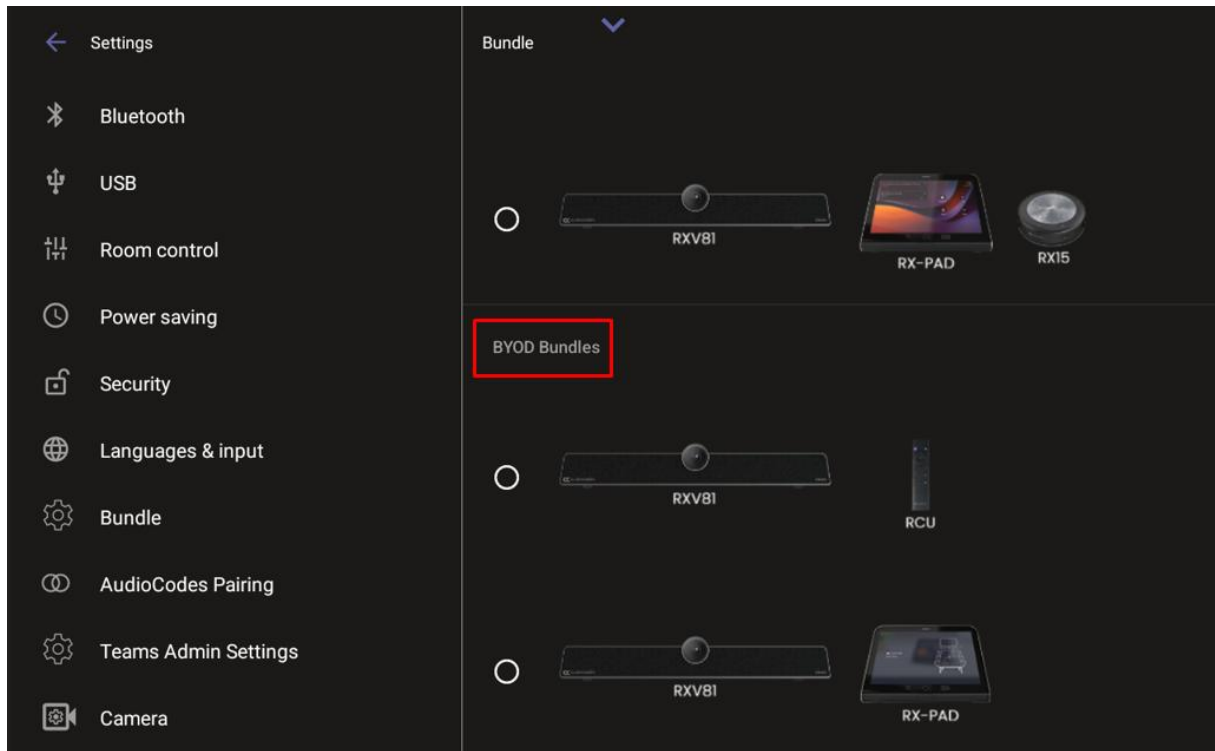 Settings
Bluetooth
USB
Room control
Power saving
Security
Languages & input
Bundle
AudioCodes Pairing
Teams Admin Settings
Camera
Bundle
RXV81
RX-PAD
RX15
BYOD Bundles
RXV81
RCU
RXV81
RX-PAD